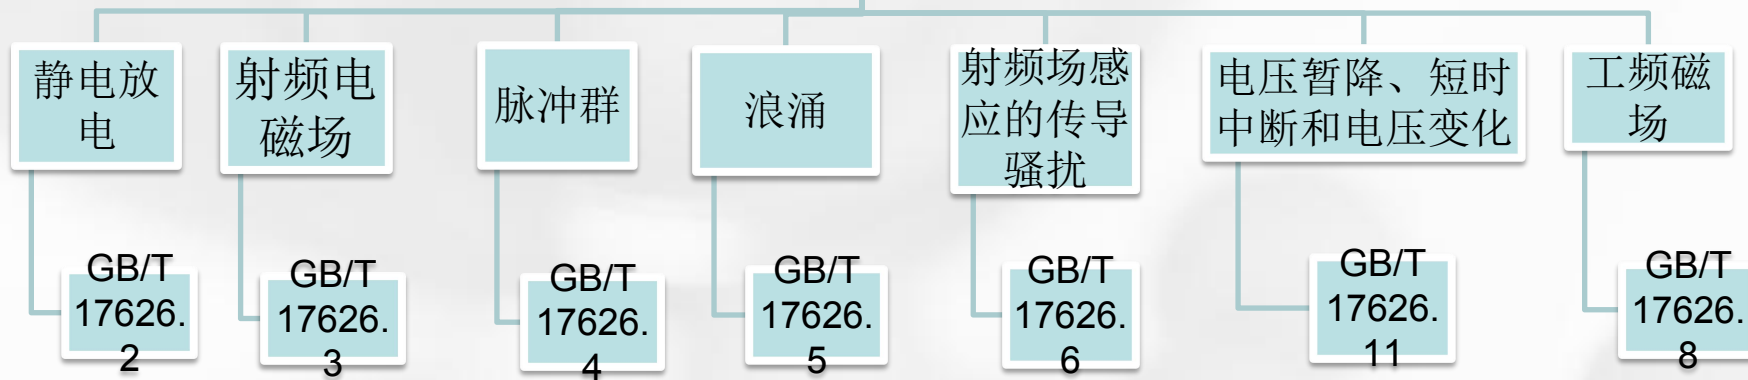 静电放
电
射频电
磁场
脉冲群
浪涌
射频场感
应的传导
骚扰
电压暂降、短时
中断和电压变化
工频磁
场
GB/T
17626.
2
GB/T
17626.
3
GB/T
17626.
4
GB/T
17626.
5
GB/T
17626.
6
GB/T
17626.
11
GB/T
17626.
8